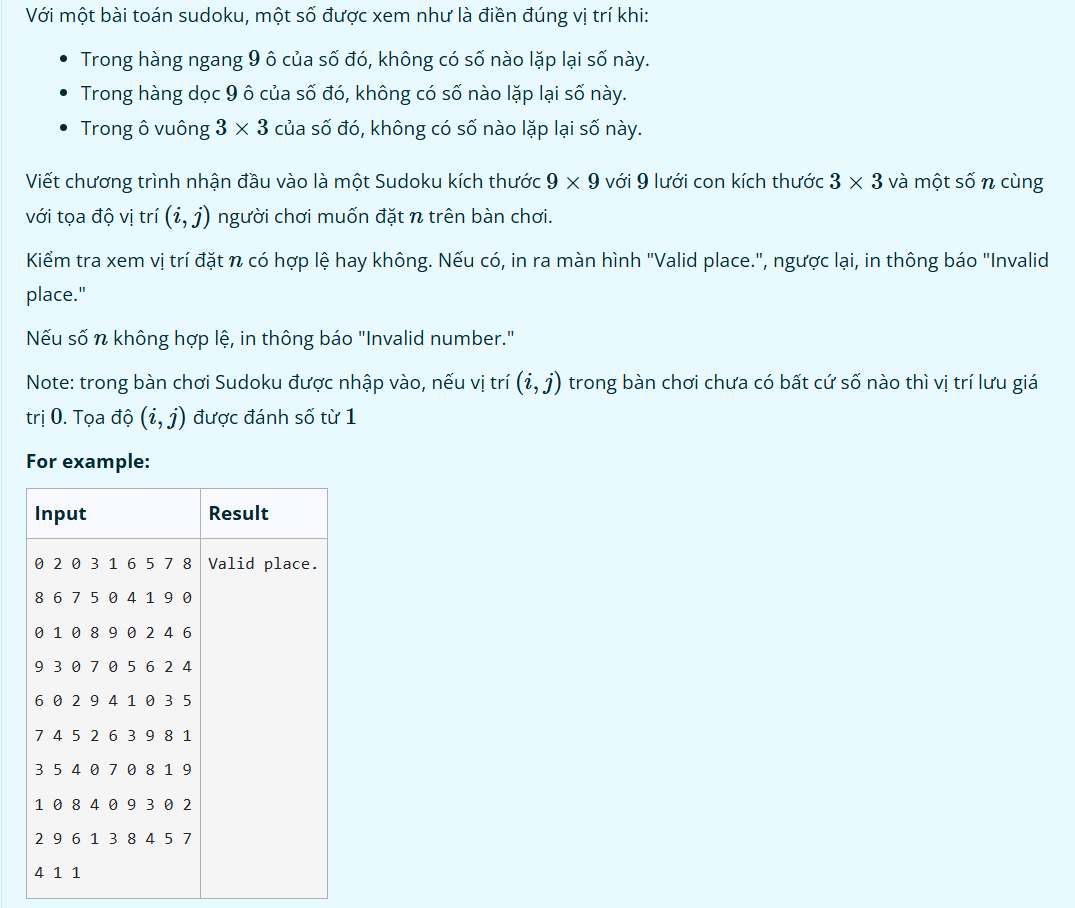 Với một bài toán sudoku, một số được xem như là điền đúng vị trí khi:
• Trong hàng ngang 9 ô của số đó, không có số nào lặp lại số này.
• Trong hàng dọc 9 ô của số đó, không có số nào lặp lại số này.
• Trong ô vuông 3 × 3 của số đó, không có số nào lặp lại số này.
Viết chương trình nhận đầu vào là một Sudoku kích thước 9 × 9 với 9 lưới con kích thước 3 × 3 và một số n cùng
với tọa độ vị trí (i, j) người chơi muốn đặt n trên bàn chơi.
Kiểm tra xem vị trí đặt n có hợp lệ hay không. Nếu có, in ra màn hình "Valid place.", ngược lại, in thông báo "Invalid
place."
Nếu số n không hợp lệ, in thông báo "Invalid number."
Note: trong bàn chơi Sudoku được nhập vào, nếu vị trí (i, j) trong bàn chơi chưa có bất cứ số nào thì vị trí lưu giá
trị 0. Tọa độ (i, j) được đánh số từ 1
For example:
Input Result
0 2 0 3 1 6 5 7 8 Valid place.
8 6 7 5 0 4 1 9 0
0 1 0 8 9 0 2 4 6
9 3 0 7 0 5 6 2 4
6 0 2 9 4 1 0 3 5
7 4 5 2 6 3 9 8 1
3 5 4 0 7 0 8 1 9
1 0 8 4 0 9 3 0 2
2 9 6 1 3 8 4 5 7
4 1 1